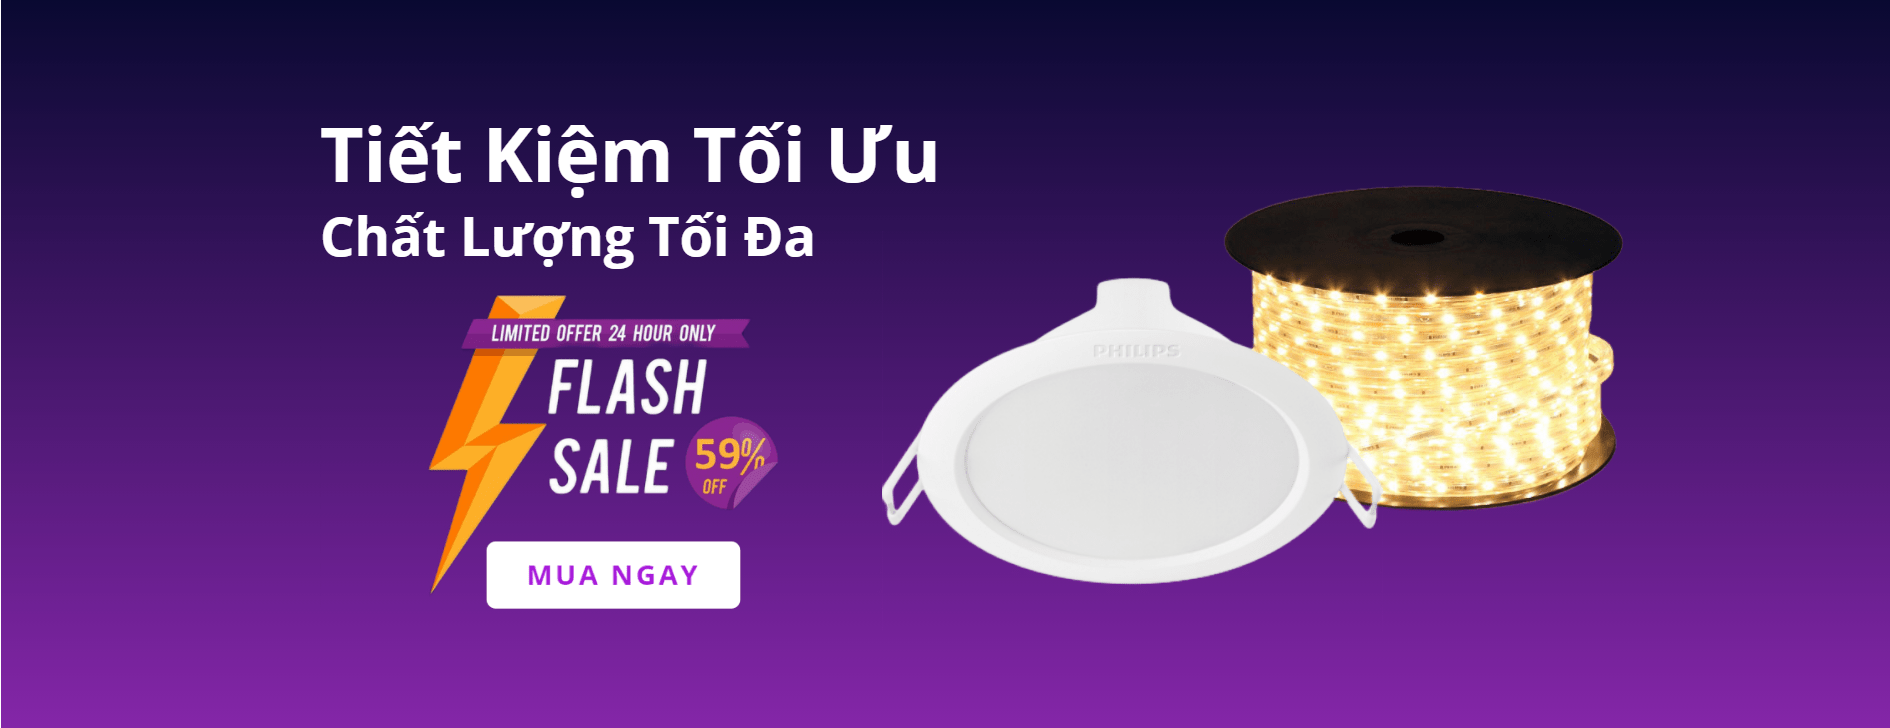 Tiết Kiệm Tối Ưu
Chất Lượng Tối Đa
LIMITED OFFER 24 HOUR ONLY
FLASH
SALE
59%
OFF
MUA NGAY
PHILIPS